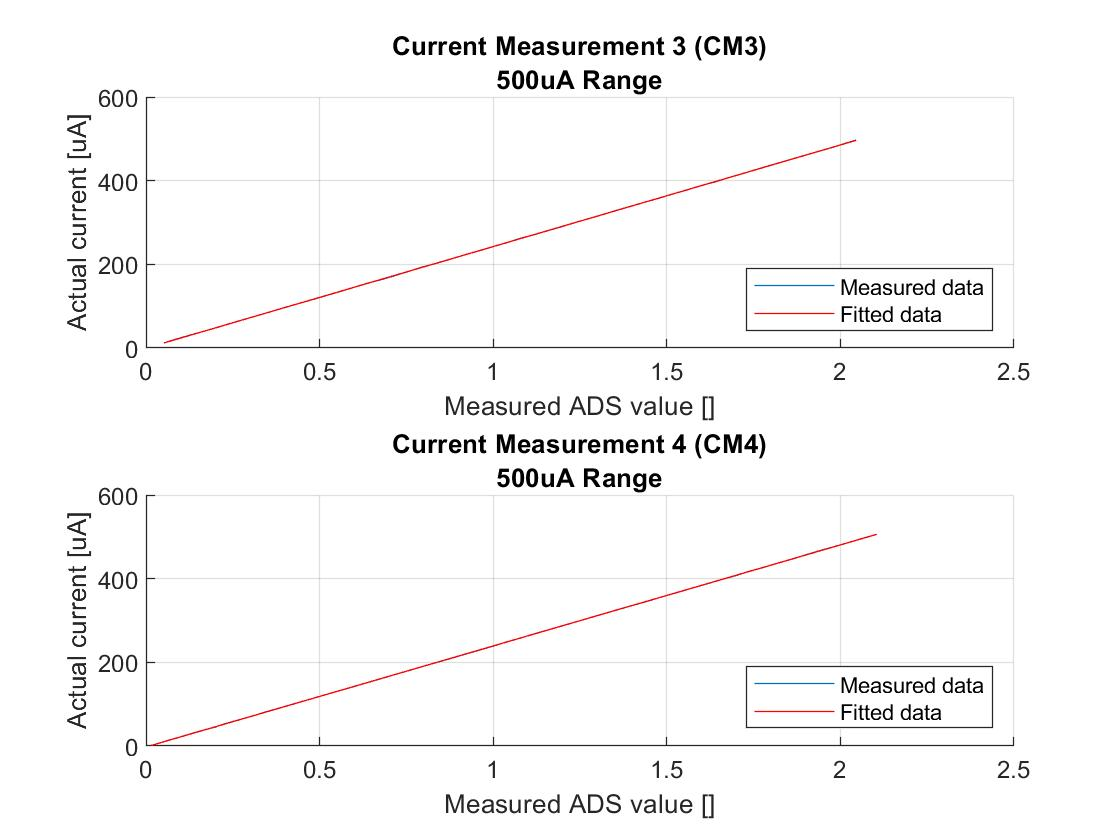 Current Measurement 3 (CM3)
500uA Range
600
400
200
0
Actual current [uA]
Measured data
Fitted data
0 0.5 1 1.5 2 2.5
Measured ADS value []
Current Measurement 4 (CM4)
500uA Range
600
400
200
0
Actual current [uA]
Measured data
Fitted data
0 0.5 1 1.5 2 2.5
Measured ADS value []